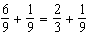 6/9 + 1/9 = 2/3 + 1/9